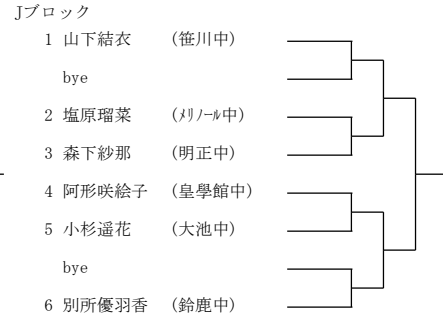 Jブロック
1 山下結衣 (笹川中)
bye
2 塩原瑠菜 (ﾒﾘﾉｰﾙ中)
3 森下紗那 (明正中)
4 阿形咲絵子 (皇學館中)
5 小杉遥花 (大池中)
bye
6 別所優羽香 (鈴鹿中)